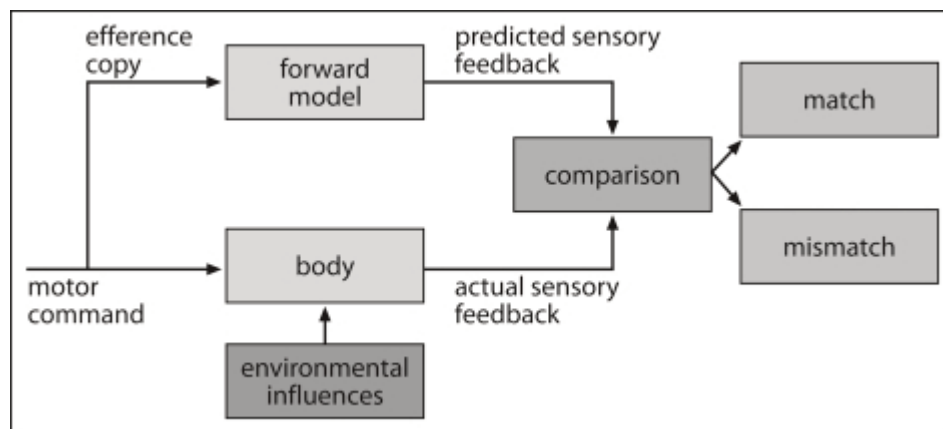 efference
copy
forward
model
predicted sensory
feedback
match
comparison
mismatch
motor
command
body
actual sensory
feedback
environmental
influences